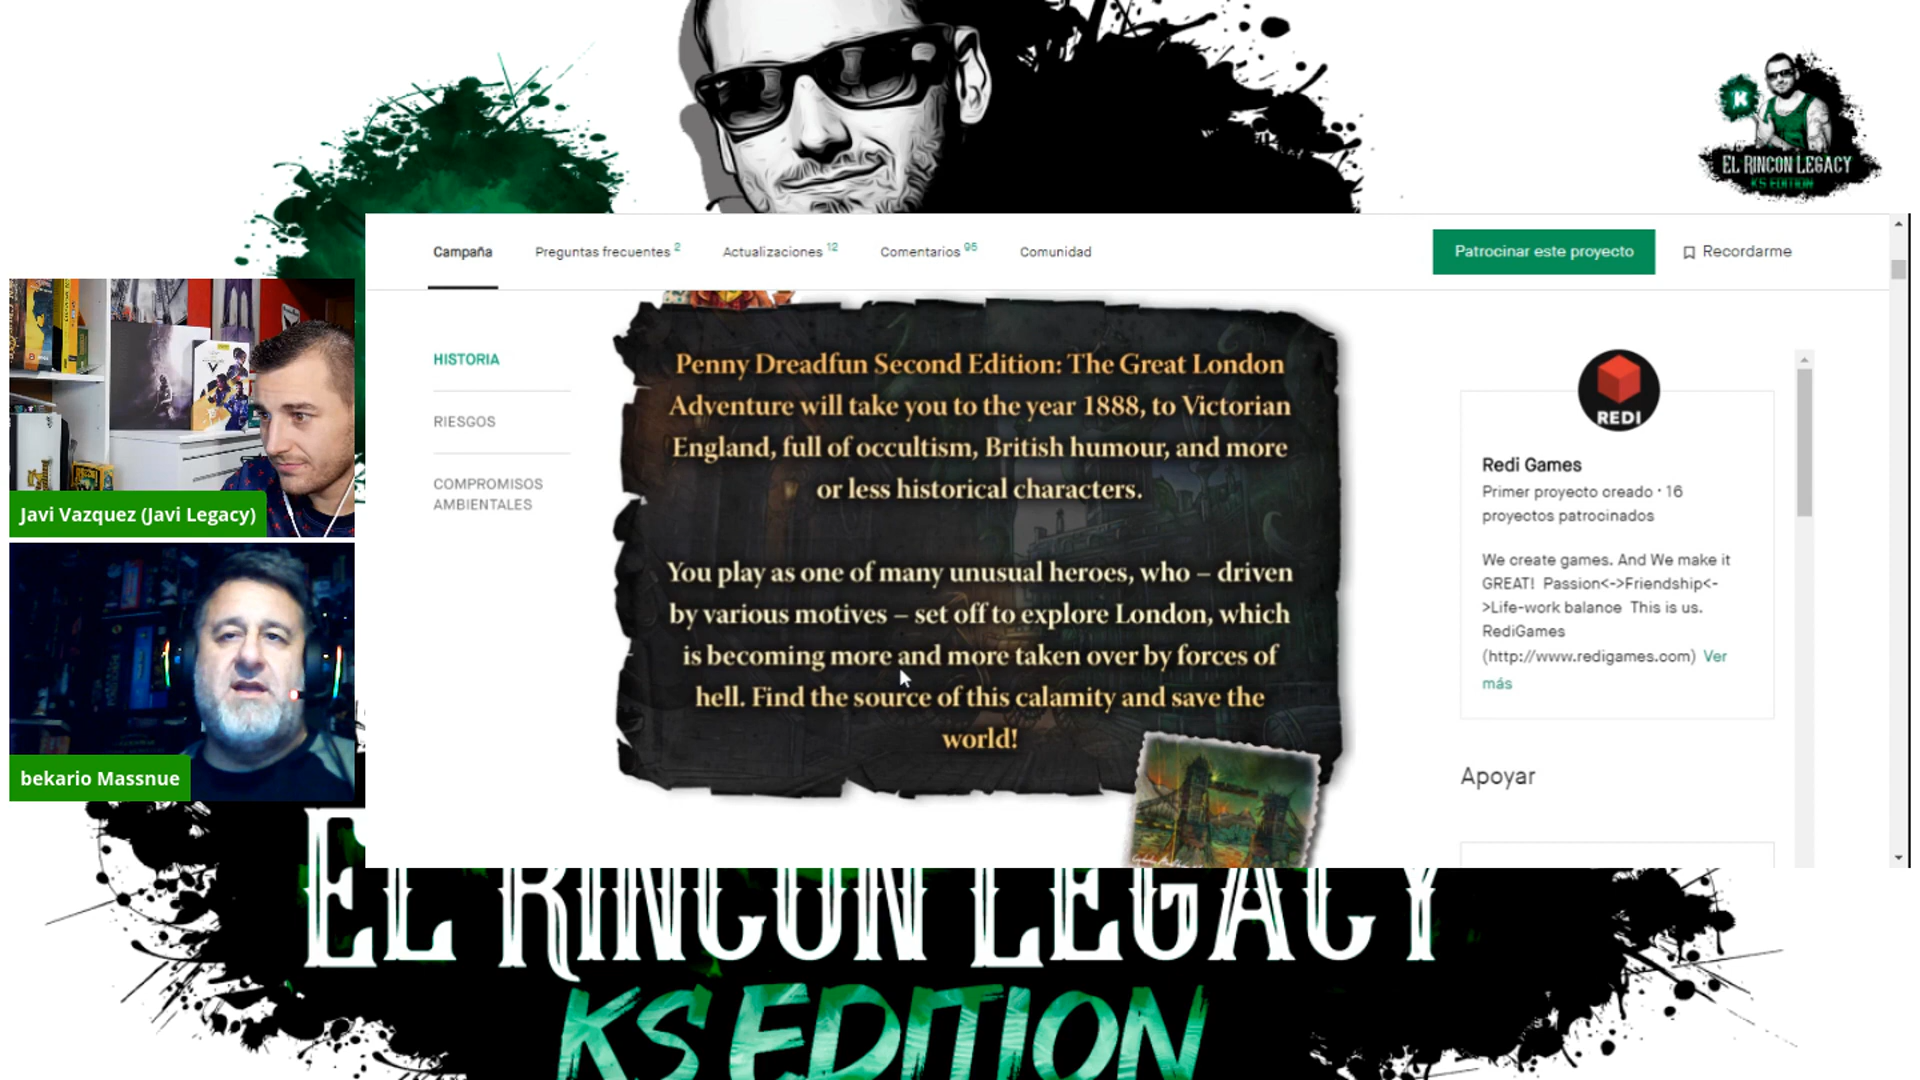 K
EL RINCON LEGACY
KS EDITION
Campaña
Preguntas frecuentes 2
Actualizaciones 12
Comentarios 95
Comunidad
Patrocinar este proyecto
Recordarme
HISTORIA
RIESGOS
COMPROMISOS
AMBIENTALES
Penny Dreadfun Second Edition: The Great London
Adventure will take you to the year 1888, to Victorian
England, full of occultism, British humour, and more
or less historical characters.
You play as one of many unusual heroes, who – driven
by various motives – set off to explore London, which
is becoming more and more taken over by forces of
hell. Find the source of this calamity and save the
world!
REDI
Redi Games
Primer proyecto creado · 16
proyectos patrocinados
We create games. And We make it
GREAT! Passion<->Friendship<-
>Life-work balance This is us.
RediGames
(http://www.redigames.com) Ver
más
Apoyar
Javi Vazquez (Javi Legacy)
bekario Massnue
EL RINCON LEGACY
KS EDITION